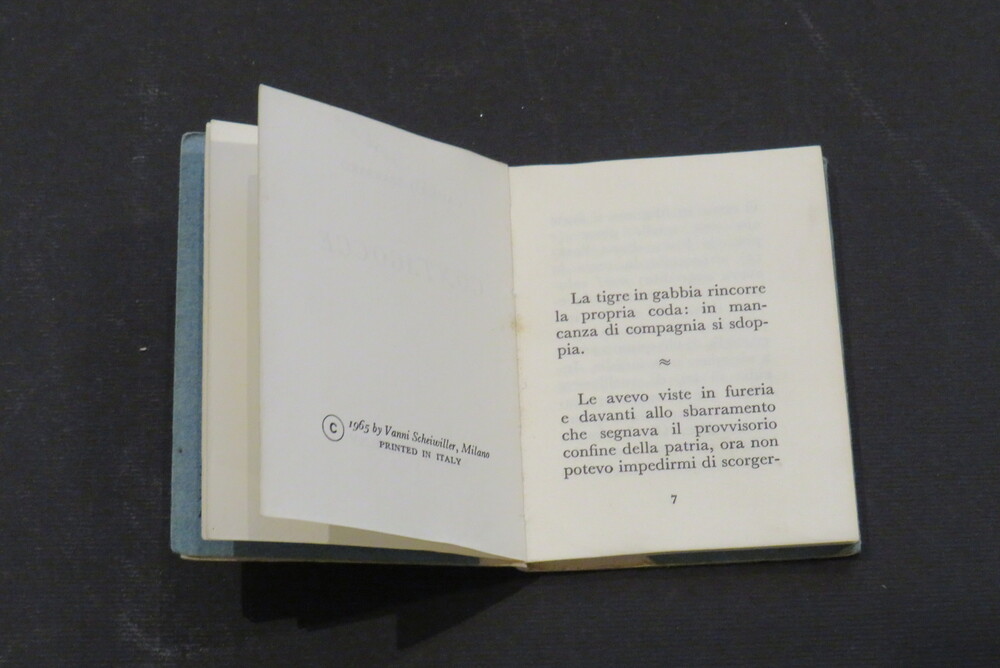 © 1965 by Vanni Scheiwiller, Milano
PRINTED IN ITALY
La tigre in gabbia rincorre
la propria coda: in man-
canza di compagnia si sdop-
pia.
≈
Le avevo viste in fureria
e davanti allo sbarramento
che segnava il provvisorio
confine della patria, ora non
potevo impedirmi di scorger-
7